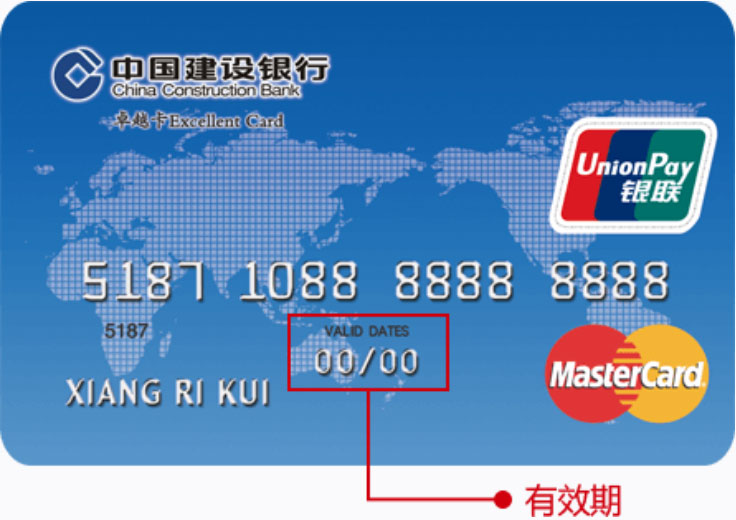 中国建设银行
China Construction Bank
卓越卡Excellent Card
UnionPay
银联
5187 1088 8888 8888
5187
VALID DATES
00/00
MasterCard
XIANG RI KUI
有效期